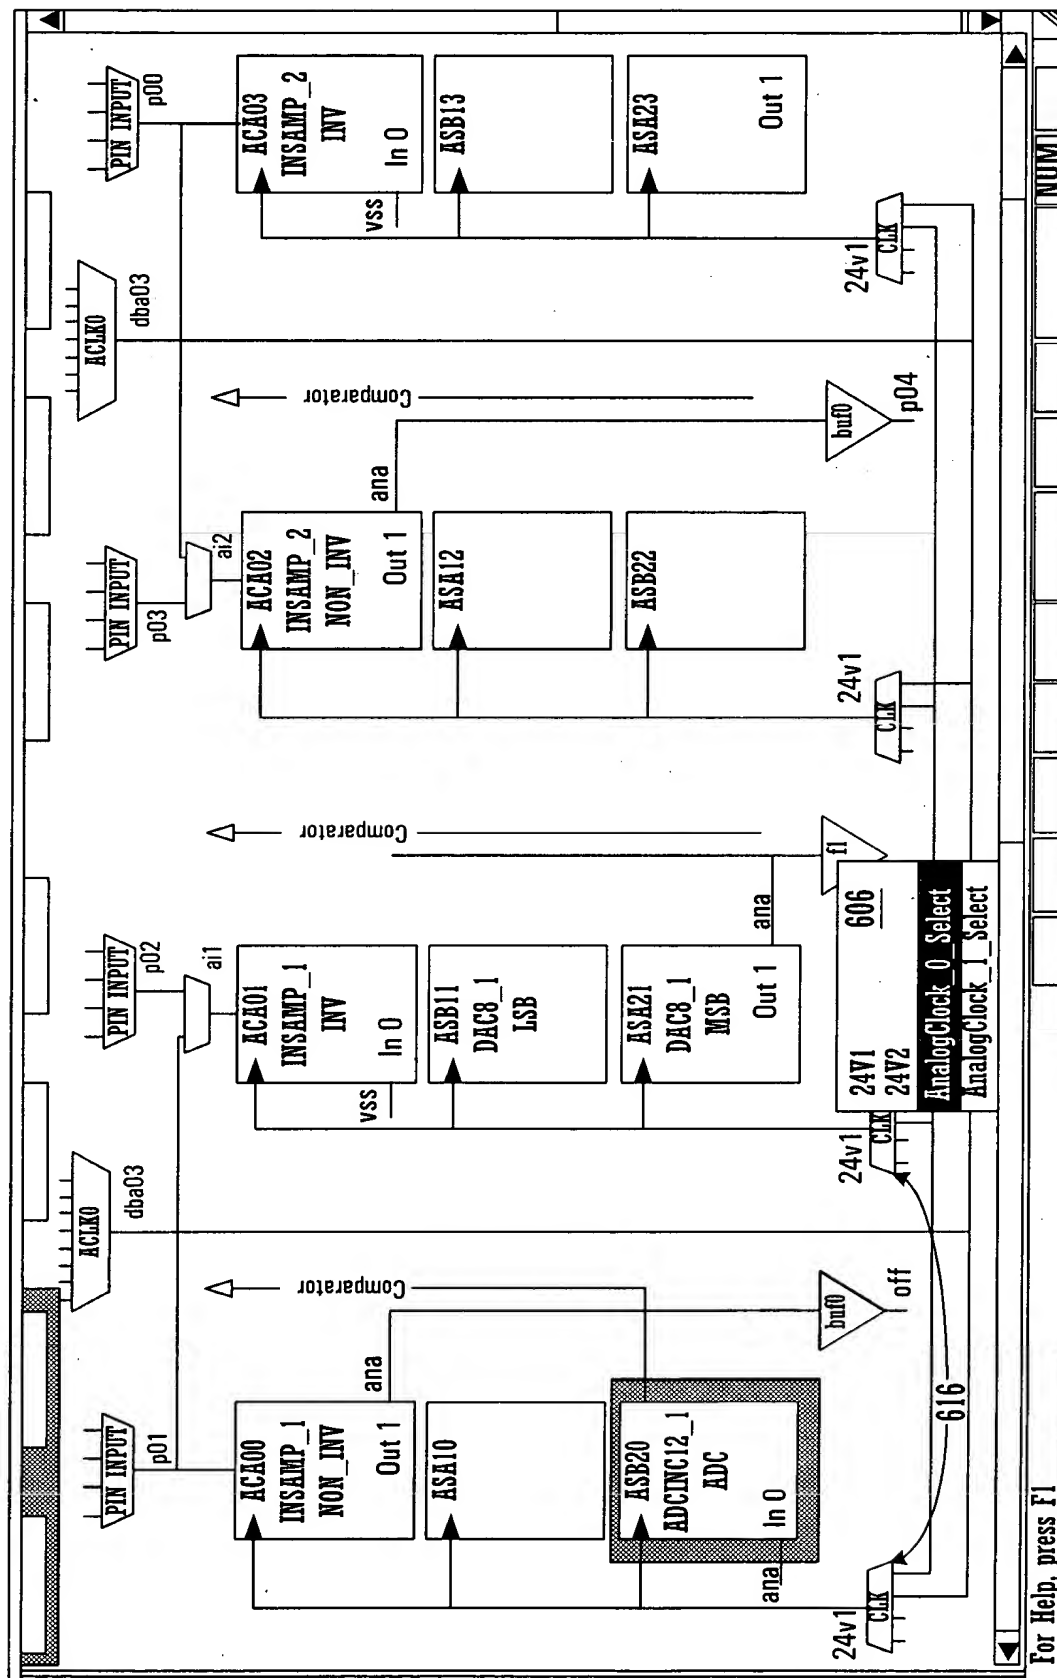 PIN INPUT
p01
ACLK0
dba03
PIN INPUT
p02
ai1
PIN INPUT
p03
ai2
ACLK0
dba03
PIN INPUT
p00
ACA00
INSAMP_1
NON_INV
Out 1
ana
Comparator
ACA01
INSAMP_1
INV
In 0
vss
Comparator
ACA02
INSAMP_2
NON_INV
Out 1
ana
Comparator
ACA03
INSAMP_2
INV
In 0
vss
ASA10
ASB11
DAC8_1
LSB
ASA12
ASB13
ASB20
ADCINC12_1
ADC
In 0
ana
ASA21
DAC8_1
MSB
Out 1
ana
ASB22
ASA23
Out 1
buf0
off
f1
buf0
p04
24v1
CLK
24v1
CLK
24v1
CLK
24v1
CLK
24V1
24V2
606
AnalogClock_0_Select
AnalogClock_1_Select
616
For Help, press F1
NUM